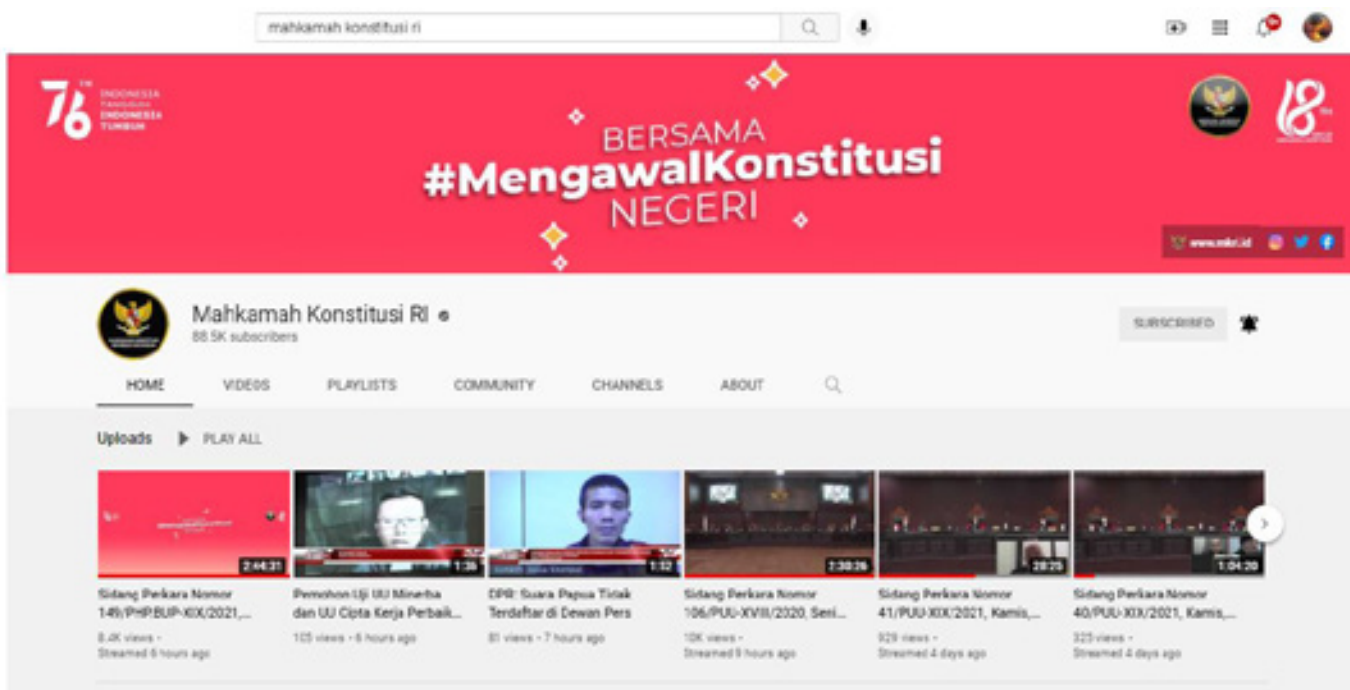 mahkamah konstitusi ri
76
INDONESIA
TANGGUH
INDONESIA
TUMBUH
BERSAMA
#MengawalKonstitusi
NEGERI
18
www.mkri.id
Mahkamah Konstitusi RI
88.5K subscribers
SUBSCRIBED
HOME VIDEOS PLAYLISTS COMMUNITY CHANNELS ABOUT
Uploads PLAY ALL
2:44:31 1:36 1:52 2:30:26 28:25 1:04:20
Sidang Perkara Nomor
149/PHP.BUP-XIX/2021,...
8.4K views •
Streamed 6 hours ago
Pemohon Uji UU Minerba
dan UU Cipta Kerja Perbaik...
105 views • 6 hours ago
DPR: Suara Papua Tidak
Terdaftar di Dewan Pers
81 views • 7 hours ago
Sidang Perkara Nomor
106/PUU-XVIII/2020, Seni...
10K views •
Streamed 9 hours ago
Sidang Perkara Nomor
41/PUU-XIX/2021, Kamis,...
929 views •
Streamed 4 days ago
Sidang Perkara Nomor
40/PUU-XIX/2021, Kamis,...
325 views •
Streamed 4 days ago